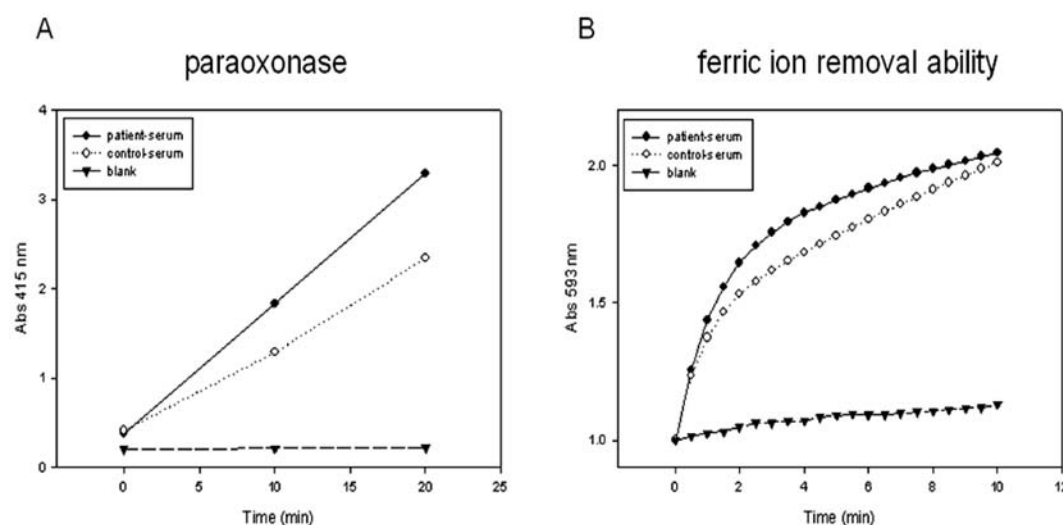 A
paraoxonase
4
3
2
1
0
Abs 415 nm
patient-serum
control-serum
blank
0 5 10 15 20 25
Time (min)
B
ferric ion removal ability
2.0
1.5
1.0
Abs 593 nm
patient-serum
control-serum
blank
0 2 4 6 8 10 12
Time (min)